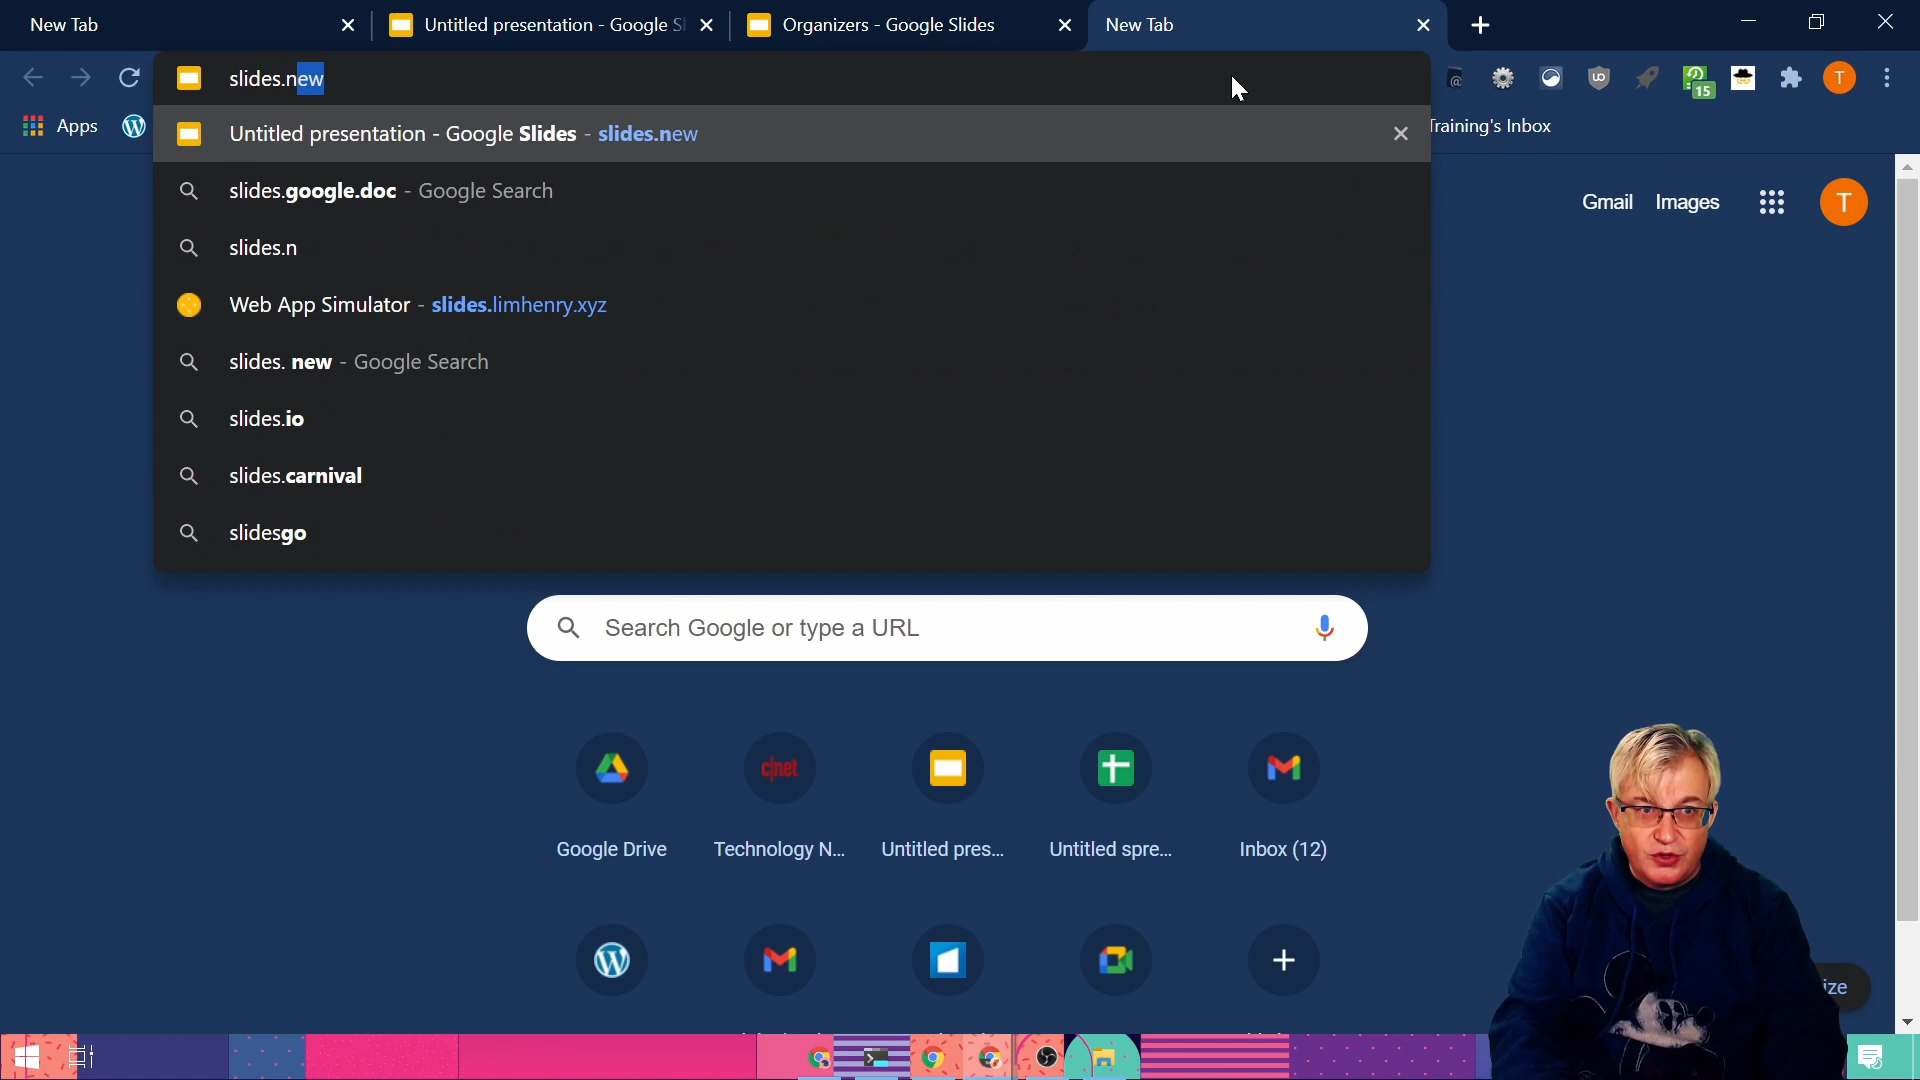 New Tab
Untitled presentation - Google Sl
Organizers - Google Slides
New Tab
slides.new
15
T
Apps
Untitled presentation - Google Slides - slides.new
Training's Inbox
slides.google.doc - Google Search
Gmail
Images
T
slides.n
Web App Simulator - slides.limhenry.xyz
slides. new - Google Search
slides.io
slides.carnival
slidesgo
Search Google or type a URL
c|net
Google Drive
Technology N...
Untitled pres...
Untitled spre...
Inbox (12)
ize